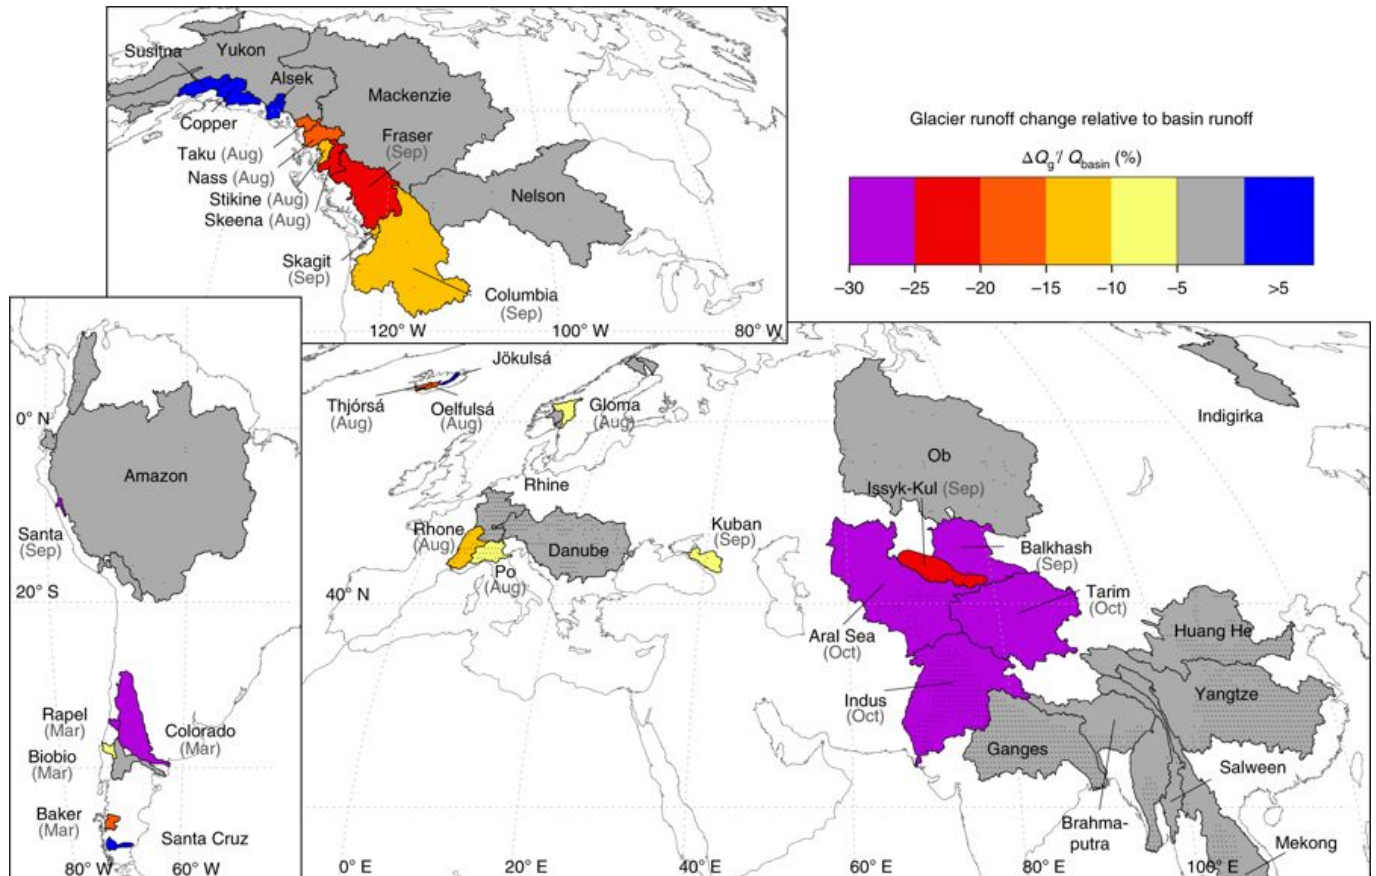 Susitna
Yukon
Alsek
Mackenzie
Copper
Fraser
(Sep)
Taku (Aug)
Nass (Aug)
Stikine (Aug)
Skeena (Aug)
Nelson
Skagit
(Sep)
Columbia
(Sep)
120° W
100° W
80° W
Glacier runoff change relative to basin runoff
ΔQg′/ Qbasin (%)
–30
–25
–20
–15
–10
–5
>5
0° N
Amazon
Santa
(Sep)
20° S
Rapel
(Mar)
Colorado
(Mar)
Biobio
(Mar)
Baker
(Mar)
Santa Cruz
80° W
60° W
Jökulsá
Thjórsá
(Aug)
Oelfulsá
(Aug)
Gloma
(Aug)
Indigirka
Ob
Issyk-Kul (Sep)
Rhine
Rhone
(Aug)
Danube
Kuban
(Sep)
Po
(Aug)
Balkhash
(Sep)
40° N
Tarim
(Oct)
Aral Sea
(Oct)
Huang He
Indus
(Oct)
Yangtze
Ganges
Salween
Brahma-
putra
Mekong
0° E
20° E
60° E
80° E
100° E